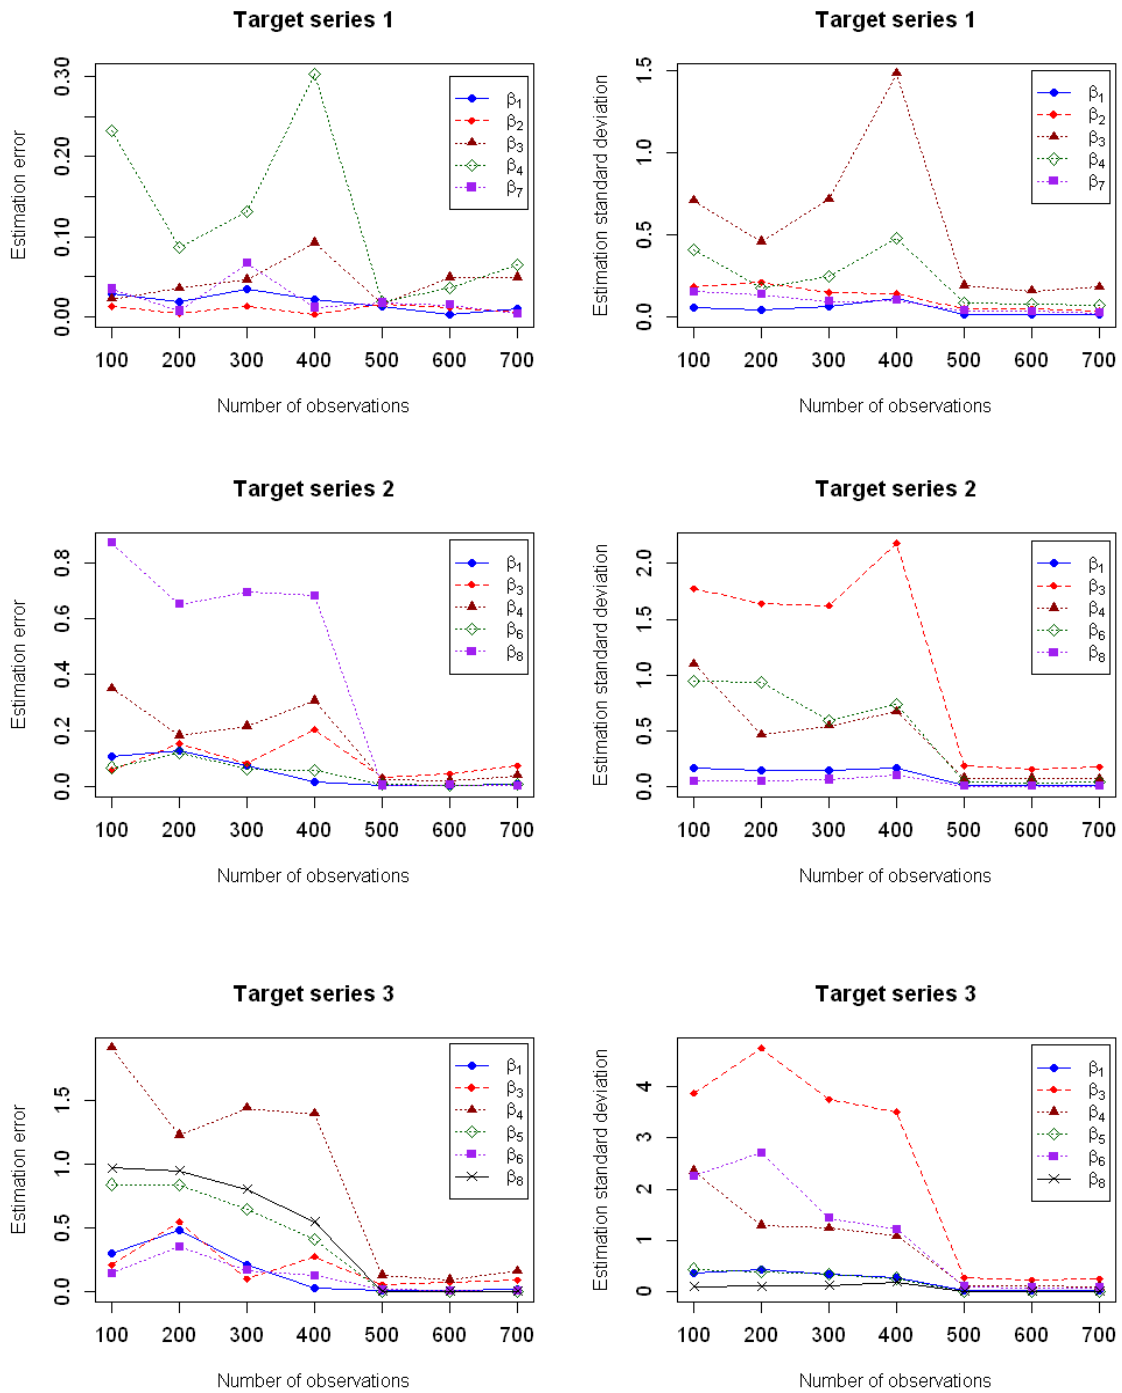 Target series 1
Estimation error
0.00 0.10 0.20 0.30
β1
β2
β3
β4
β7
100 200 300 400 500 600 700
Number of observations
Target series 1
Estimation standard deviation
0.0 0.5 1.0 1.5
β1
β2
β3
β4
β7
100 200 300 400 500 600 700
Number of observations
Target series 2
Estimation error
0.0 0.2 0.4 0.6 0.8
β1
β3
β4
β6
β8
100 200 300 400 500 600 700
Number of observations
Target series 2
Estimation standard deviation
0.0 0.5 1.0 1.5 2.0
β1
β3
β4
β6
β8
100 200 300 400 500 600 700
Number of observations
Target series 3
Estimation error
0.0 0.5 1.0 1.5
β1
β3
β4
β5
β6
β8
100 200 300 400 500 600 700
Number of observations
Target series 3
Estimation standard deviation
0 1 2 3 4
β1
β3
β4
β5
β6
β8
100 200 300 400 500 600 700
Number of observations